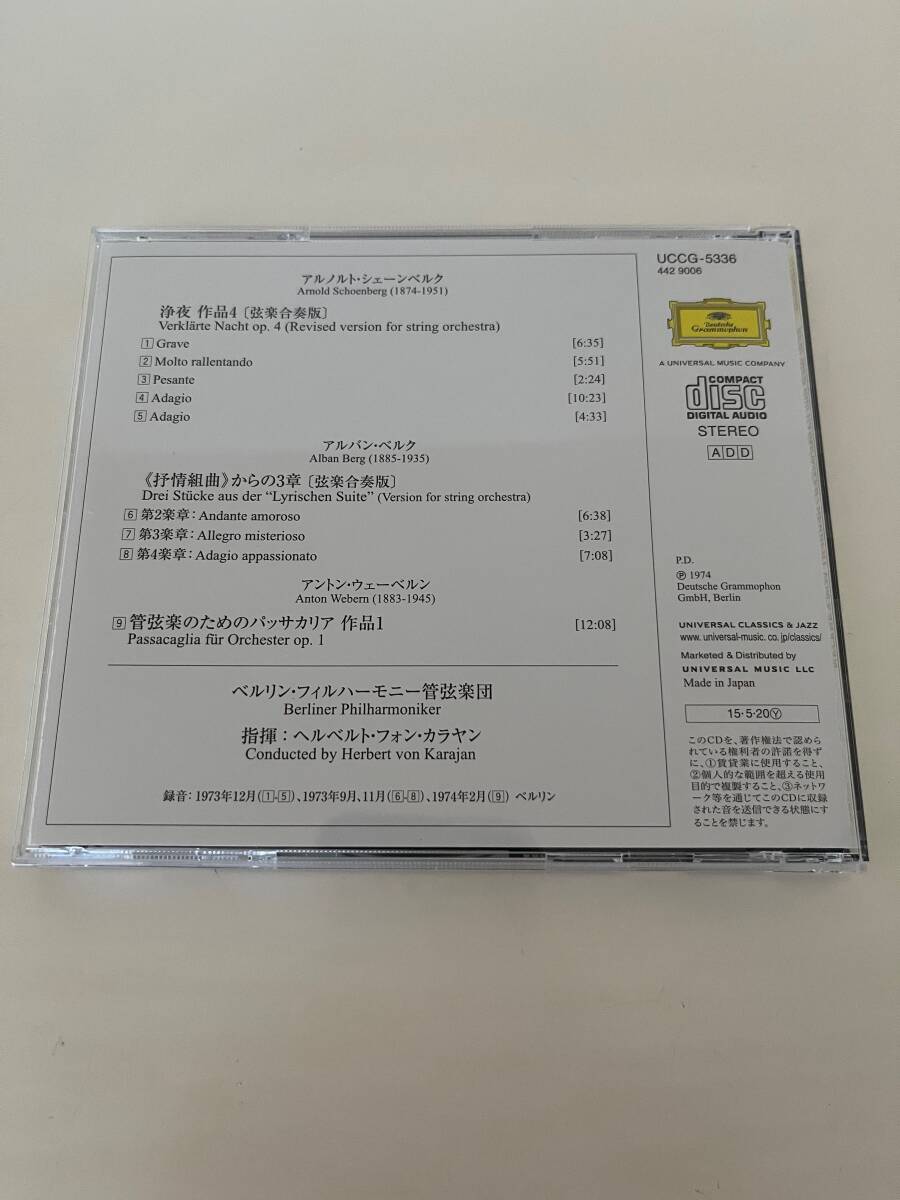 アルノルト・シェーンベルク
Arnold Schoenberg (1874-1951)
浄夜 作品4〔弦楽合奏版〕
Verklärte Nacht op. 4 (Revised version for string orchestra)
1 Grave [6:35]
2 Molto rallentando [5:51]
3 Pesante [2:24]
4 Adagio [10:23]
5 Adagio [4:33]
アルバン・ベルク
Alban Berg (1885-1935)
《抒情組曲》からの3章〔弦楽合奏版〕
Drei Stücke aus der “Lyrischen Suite” (Version for string orchestra)
6 第2楽章：Andante amoroso [6:38]
7 第3楽章：Allegro misterioso [3:27]
8 第4楽章：Adagio appassionato [7:08]
アントン・ウェーベルン
Anton Webern (1883-1945)
9 管弦楽のためのパッサカリア 作品1 [12:08]
Passacaglia für Orchester op. 1
ベルリン・フィルハーモニー管弦楽団
Berliner Philharmoniker
指揮：ヘルベルト・フォン・カラヤン
Conducted by Herbert von Karajan
録音：1973年12月(1-5)、1973年9月、11月(6-8)、1974年2月(9) ベルリン
UCCG-5336
442 9006
Deutsche
Grammophon
A UNIVERSAL MUSIC COMPANY
COMPACT
disc
DIGITAL AUDIO
STEREO
ADD
P.D.
Ⓟ 1974
Deutsche Grammophon
GmbH, Berlin
UNIVERSAL CLASSICS & JAZZ
www. universal-music. co. jp/classics/
Marketed & Distributed by
UNIVERSAL MUSIC LLC
Made in Japan
15・5・20Ⓨ
このCDを、著作権法で認めら
れている権利者の許諾を得ず
に、①賃貸業に使用すること、
②個人的な範囲を超える使用
目的で複製すること、③ネットワ
ーク等を通じてこのCDに収録
された音を送信できる状態にす
ることを禁じます。